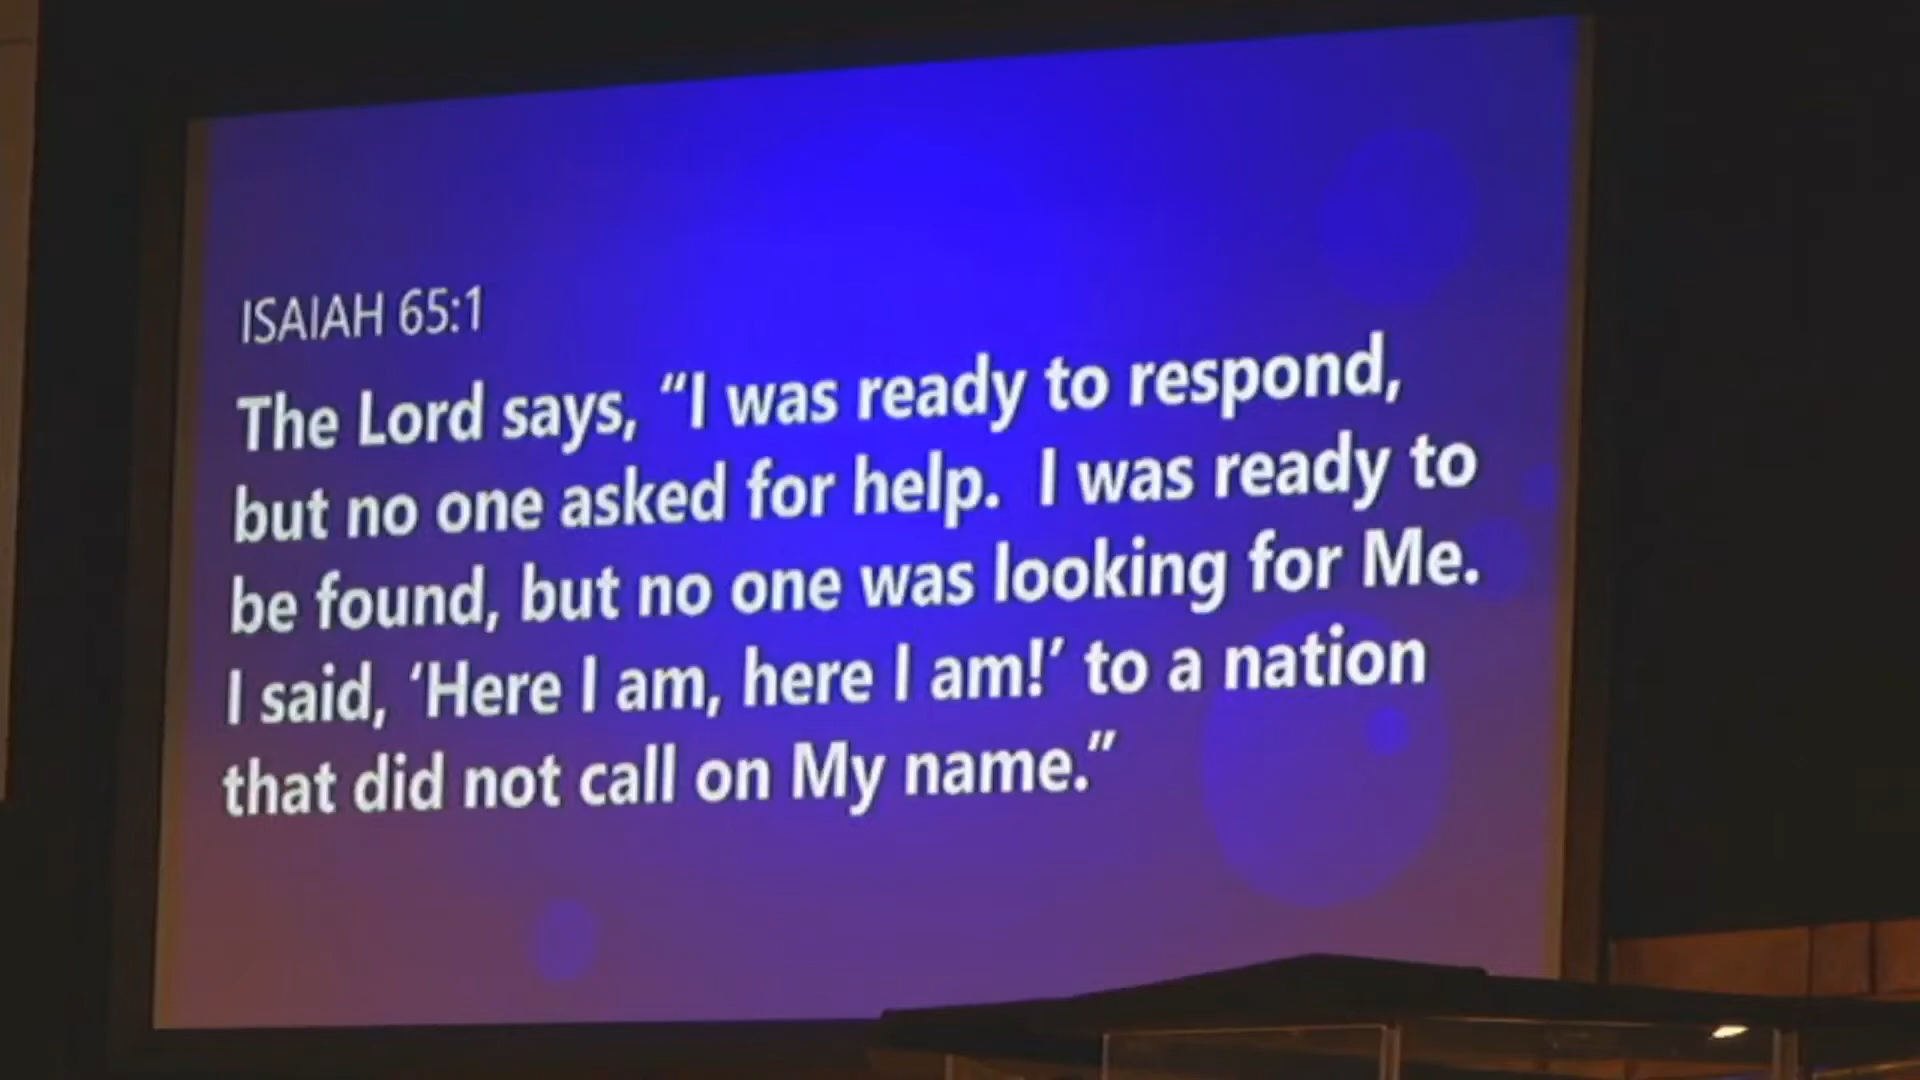 ISAIAH 65:1
The Lord says, “I was ready to respond,
but no one asked for help.  I was ready to
be found, but no one was looking for Me.
I said, ‘Here I am, here I am!’ to a nation
that did not call on My name.”